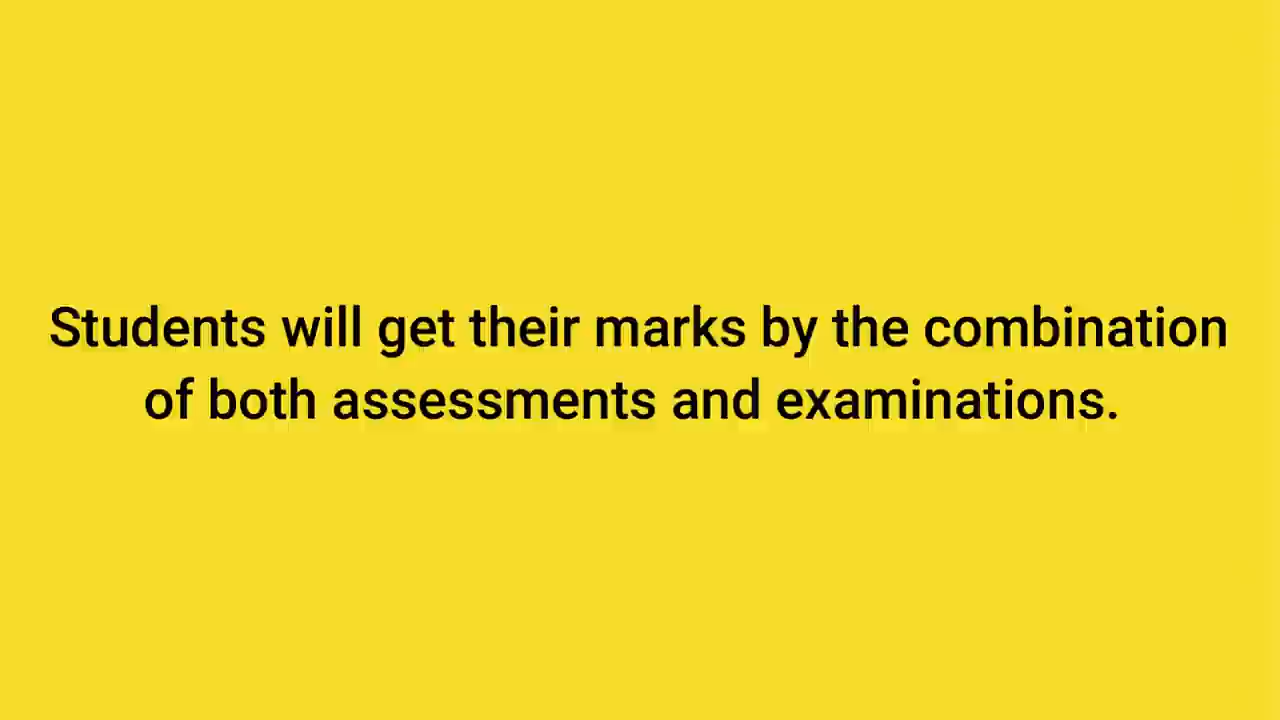 Students will get their marks by the combination
of both assessments and examinations.